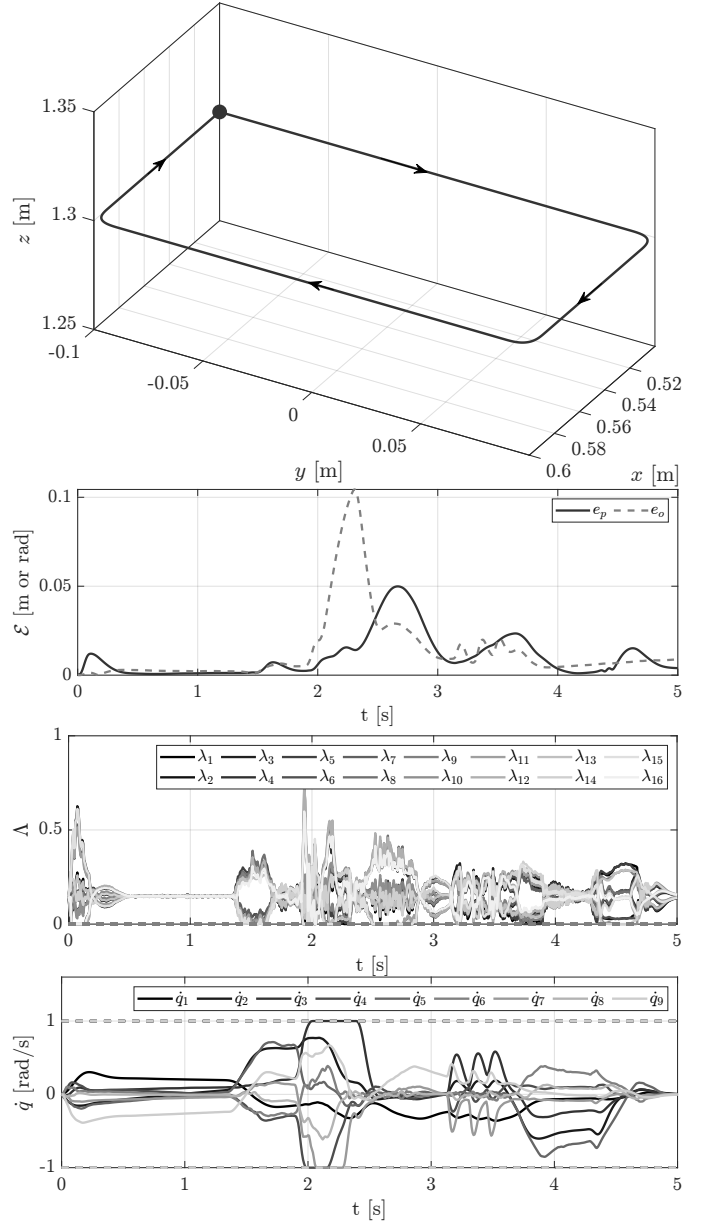 1.35
1.3
1.25
z [m]
-0.1
-0.05
0
0.05
y [m]
0.52
0.54
0.56
0.58
0.6
x [m]
0.1
0.05
0
ℰ [m or rad]
e_p e_o
0 1 2 3 4 5
t [s]
1
0.5
0
Λ
λ_1 λ_3 λ_5 λ_7 λ_9 λ_11 λ_13 λ_15
λ_2 λ_4 λ_6 λ_8 λ_10 λ_12 λ_14 λ_16
0 1 2 3 4 5
t [s]
1
0
-1
q̇ [rad/s]
q̇_1 q̇_2 q̇_3 q̇_4 q̇_5 q̇_6 q̇_7 q̇_8 q̇_9
0 1 2 3 4 5
t [s]